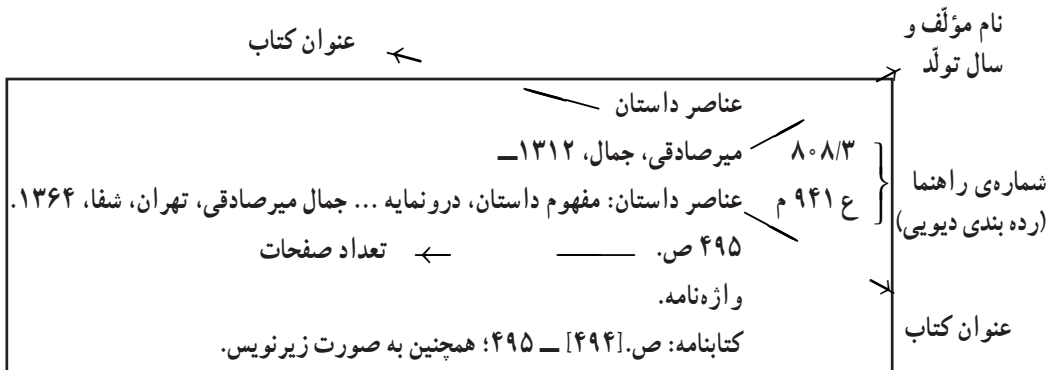 نام مؤلّف و
سال تولّد
عنوان کتاب
عناصر داستان
۸۰۸/۳ میرصادقی، جمال، ۱۳۱۲ــ
ع ۹۴۱ م عناصر داستان: مفهوم داستان، درونمایه ... جمال میرصادقی، تهران، شفا، ۱۳۶۴.
شماره‌ی راهنما
(رده بندی دیویی)
۴۹۵ ص. تعداد صفحات
واژه‌نامه.
عنوان کتاب
کتابنامه: ص.[۴۹۴] ــ ۴۹۵؛ همچنین به صورت زیرنویس.